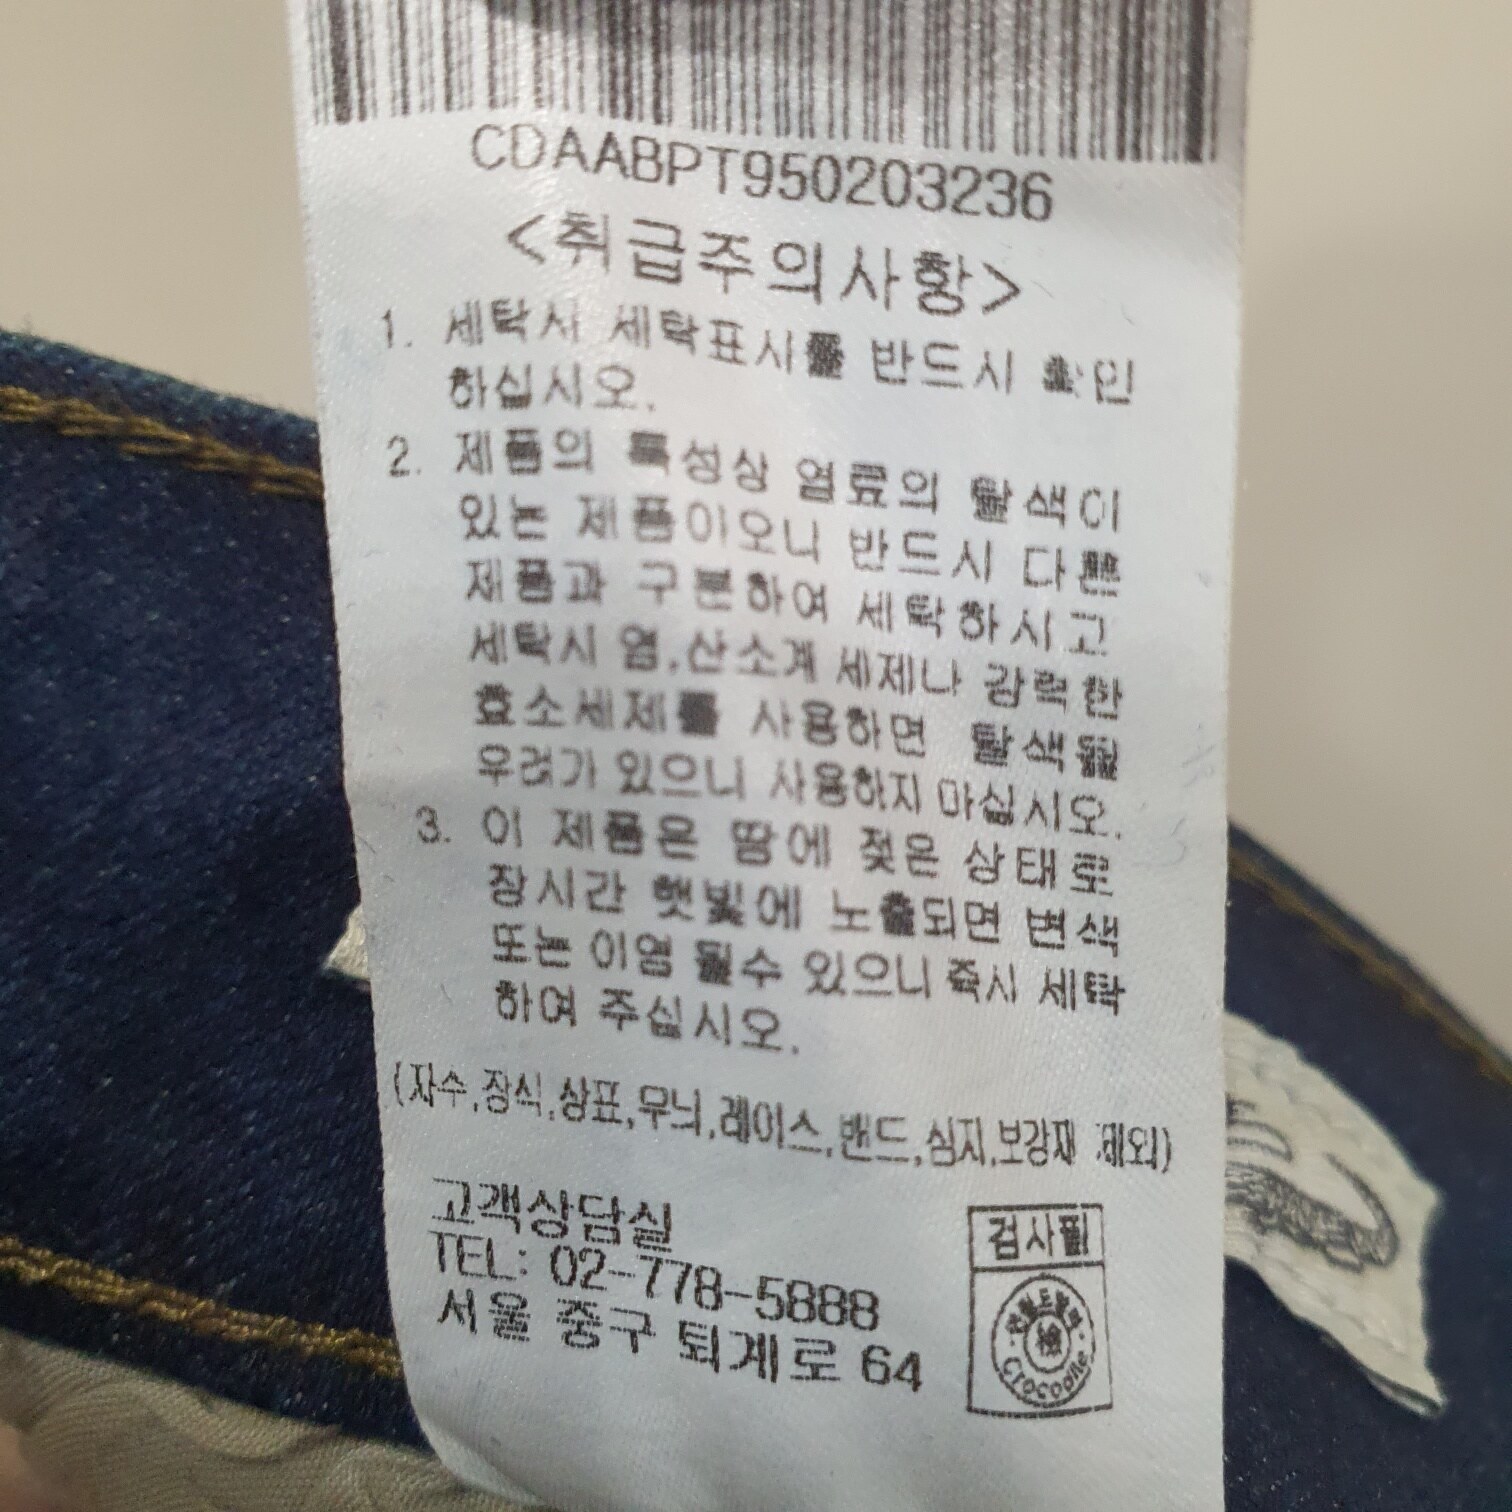 CDAABPT950203236
<취급주의사항>
1. 세탁시 세탁표시를 반드시 확인
하십시오.
2. 제품의 특성상 염료의 탈색이
있는 제품이오니 반드시 다른
제품과 구분하여 세탁하시고
세탁시 염,산소계 세제나 강력한
효소세제를 사용하면 탈색될
우려가 있으니 사용하지 마십시오.
3. 이 제품은 땀에 젖은 상태로
장시간 햇빛에 노출되면 변색
또는 이염 될수 있으니 즉시 세탁
하여 주십시오.
(자수,장식,상표,무늬,레이스,밴드,심지,보강재 제외)
고객상담실
TEL: 02-778-5888
서울 중구 퇴계로 64
검사필
檢
Crocodile